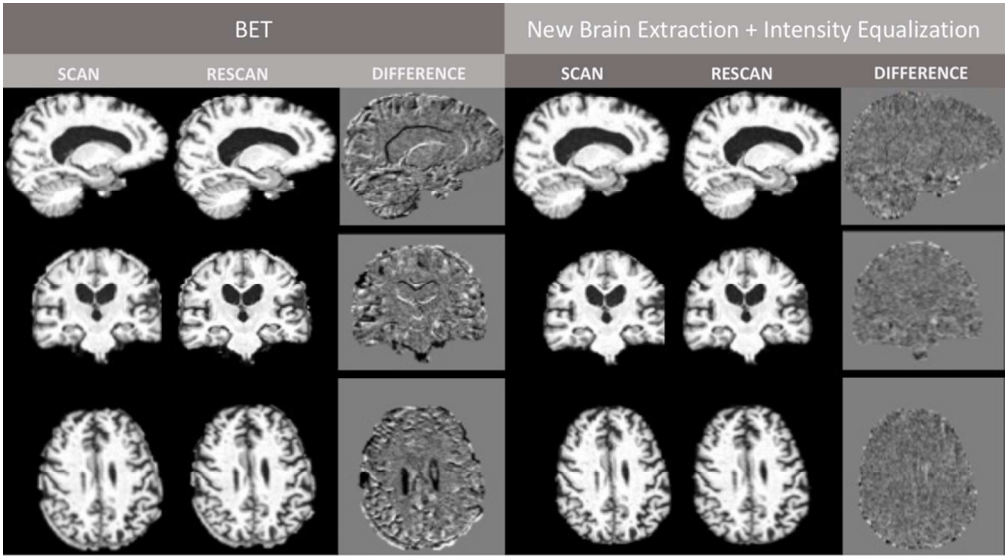 BET
New Brain Extraction + Intensity Equalization
SCAN RESCAN DIFFERENCE SCAN RESCAN DIFFERENCE